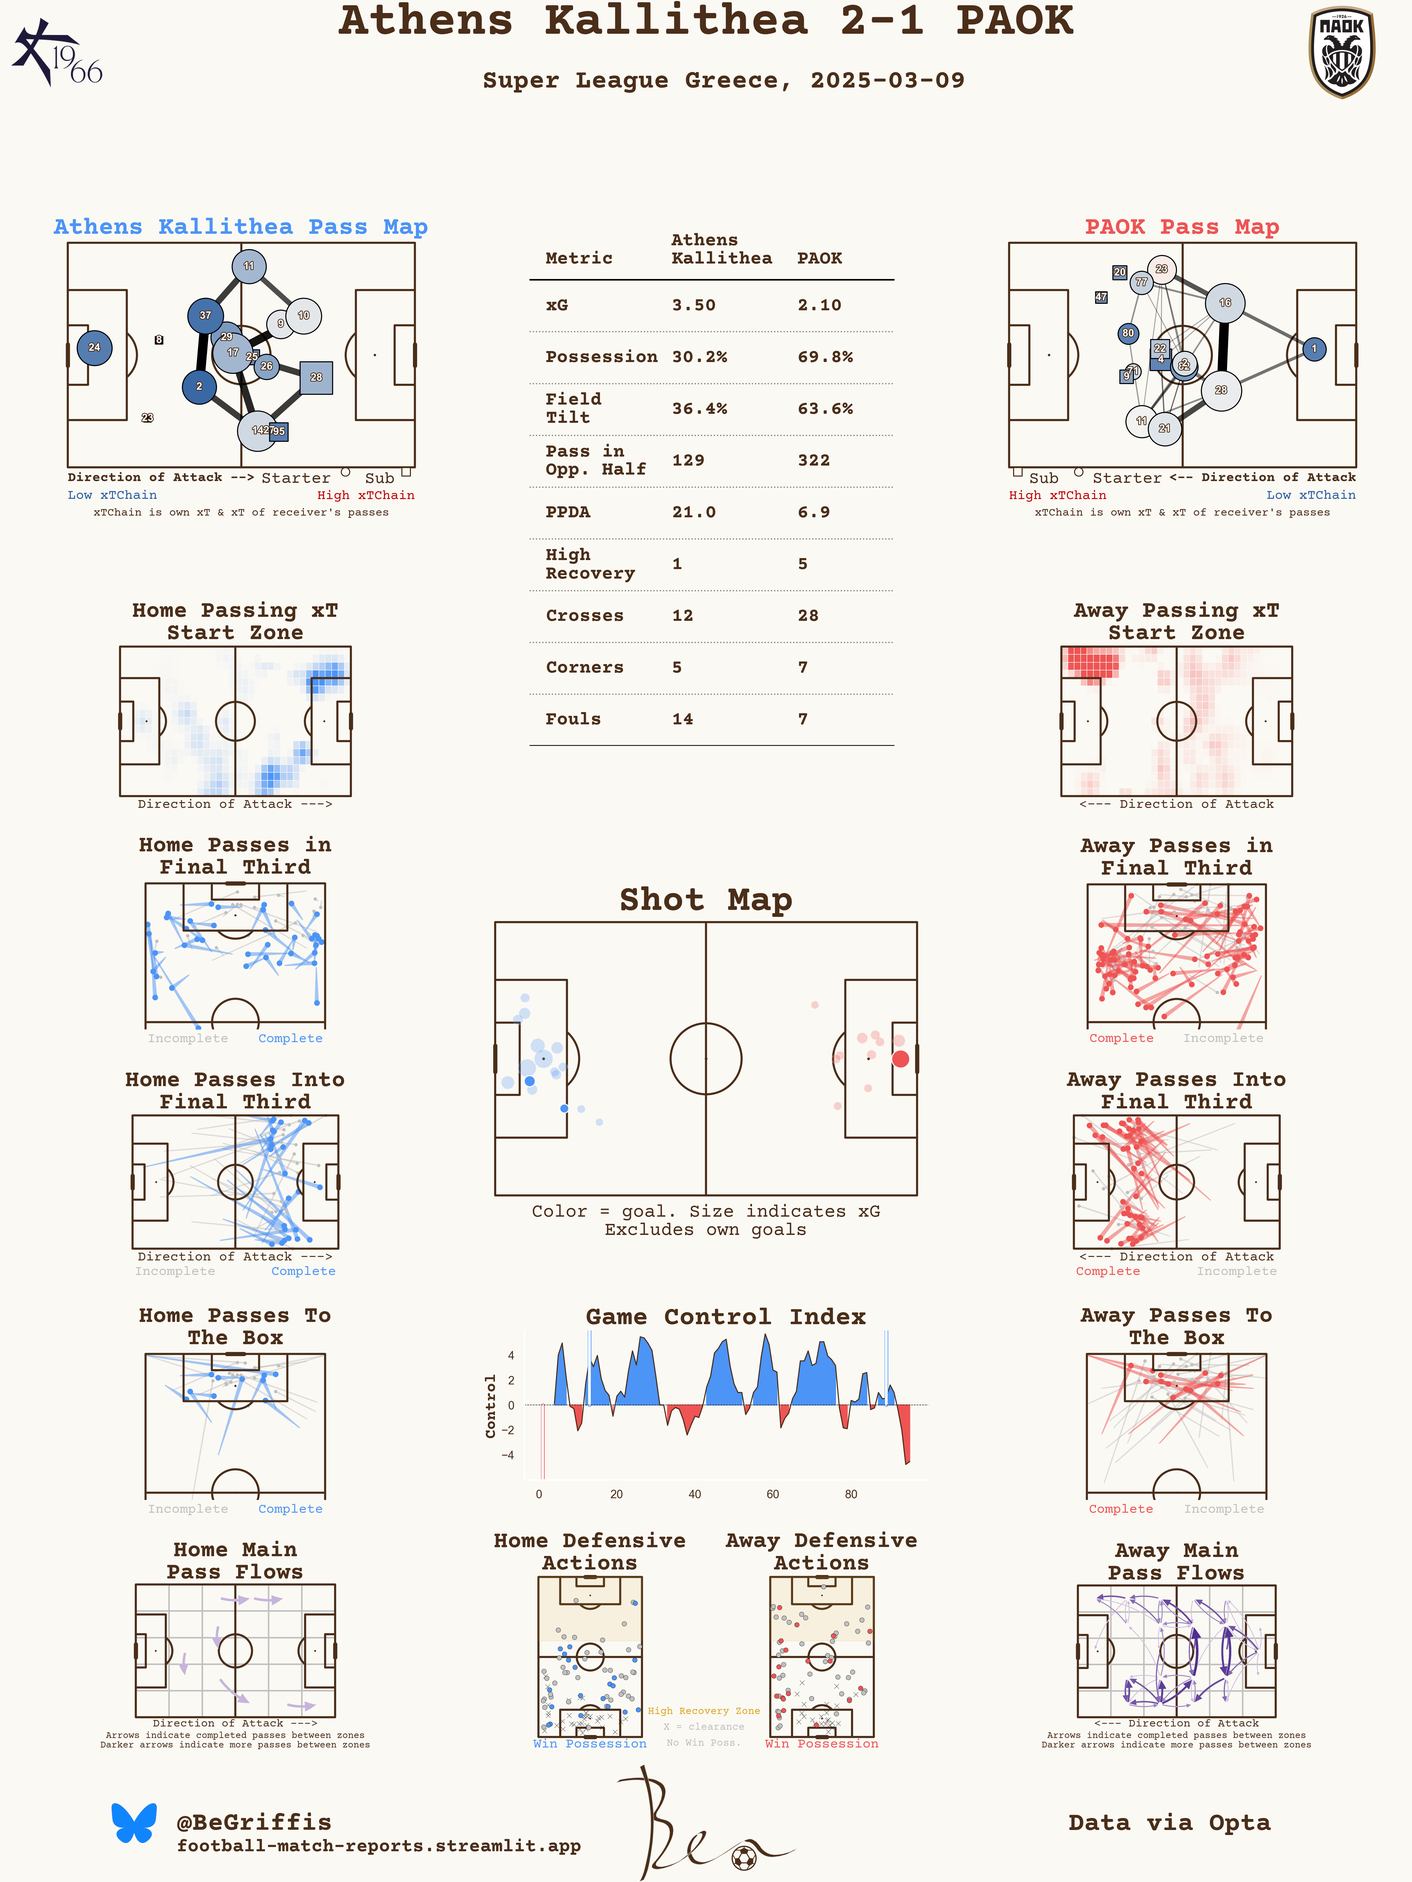 Athens Kallithea 2-1 PAOK
Super League Greece, 2025-03-09
1966
1926
ΠΑΟΚ
Athens Kallithea Pass Map
11
37
10
9
29
8
24
17
25
26
28
2
23
14
95
Direction of Attack --> Starter Sub
Low xTChain High xTChain
xTChain is own xT & xT of receiver's passes
Metric Athens Kallithea PAOK
xG 3.50 2.10
Possession 30.2% 69.8%
Field Tilt 36.4% 63.6%
Pass in Opp. Half 129 322
PPDA 21.0 6.9
High Recovery 1 5
Crosses 12 28
Corners 5 7
Fouls 14 7
PAOK Pass Map
20
23
77
47
16
80
22
1
4
2
9
71
28
11
21
Sub Starter <-- Direction of Attack
High xTChain Low xTChain
xTChain is own xT & xT of receiver's passes
Home Passing xT
Start Zone
Direction of Attack --->
Away Passing xT
Start Zone
<--- Direction of Attack
Home Passes in
Final Third
Incomplete Complete
Away Passes in
Final Third
Complete Incomplete
Shot Map
Color = goal. Size indicates xG
Excludes own goals
Home Passes Into
Final Third
Direction of Attack --->
Incomplete Complete
Away Passes Into
Final Third
<--- Direction of Attack
Complete Incomplete
Home Passes To
The Box
Incomplete Complete
Game Control Index
Control
4
2
0
−2
−4
0 20 40 60 80
Away Passes To
The Box
Complete Incomplete
Home Main
Pass Flows
Direction of Attack --->
Arrows indicate completed passes between zones
Darker arrows indicate more passes between zones
Home Defensive
Actions
Win Possession
High Recovery Zone
X = clearance
No Win Poss.
Away Defensive
Actions
Win Possession
Away Main
Pass Flows
<--- Direction of Attack
Arrows indicate completed passes between zones
Darker arrows indicate more passes between zones
@BeGriffis
football-match-reports.streamlit.app
Ben
Data via Opta